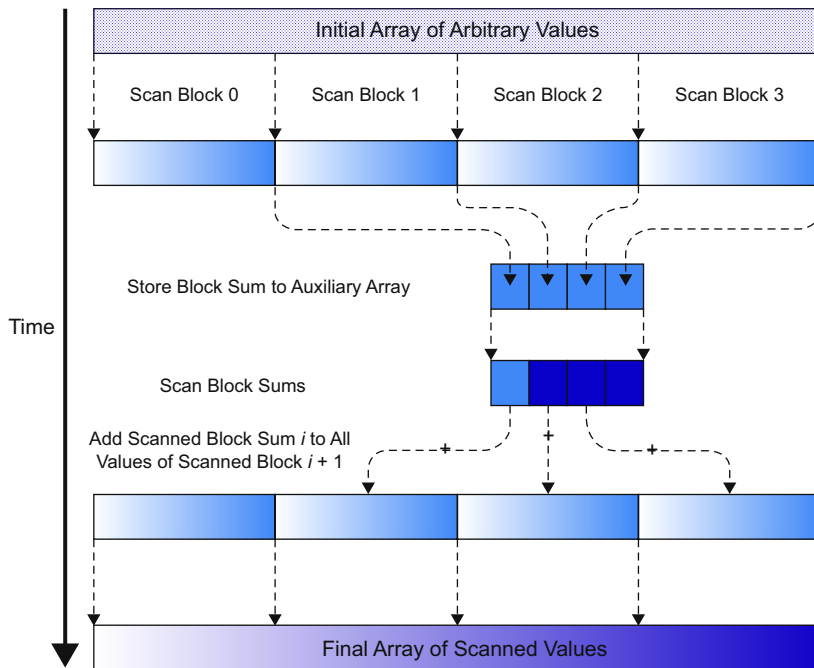 Initial Array of Arbitrary Values
Scan Block 0
Scan Block 1
Scan Block 2
Scan Block 3
Store Block Sum to Auxiliary Array
Time
Scan Block Sums
Add Scanned Block Sum i to All
Values of Scanned Block i + 1
+
+
+
Final Array of Scanned Values